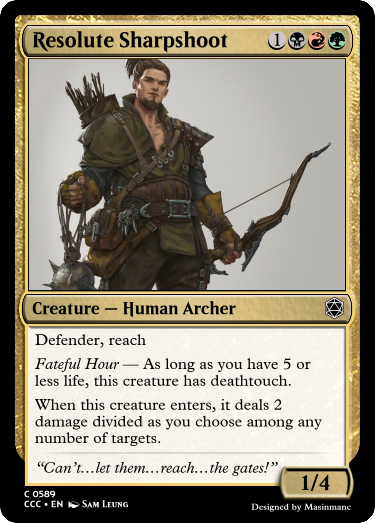 Resolute Sharpshoot 1
Creature — Human Archer
Defender, reach
Fateful Hour — As long as you have 5 or
less life, this creature has deathtouch.
When this creature enters, it deals 2
damage divided as you choose among any
number of targets.
“Can’t…let them…reach…the gates!”
1/4
C 0589
CCC • EN Sam Leung
Designed by Masinmanc